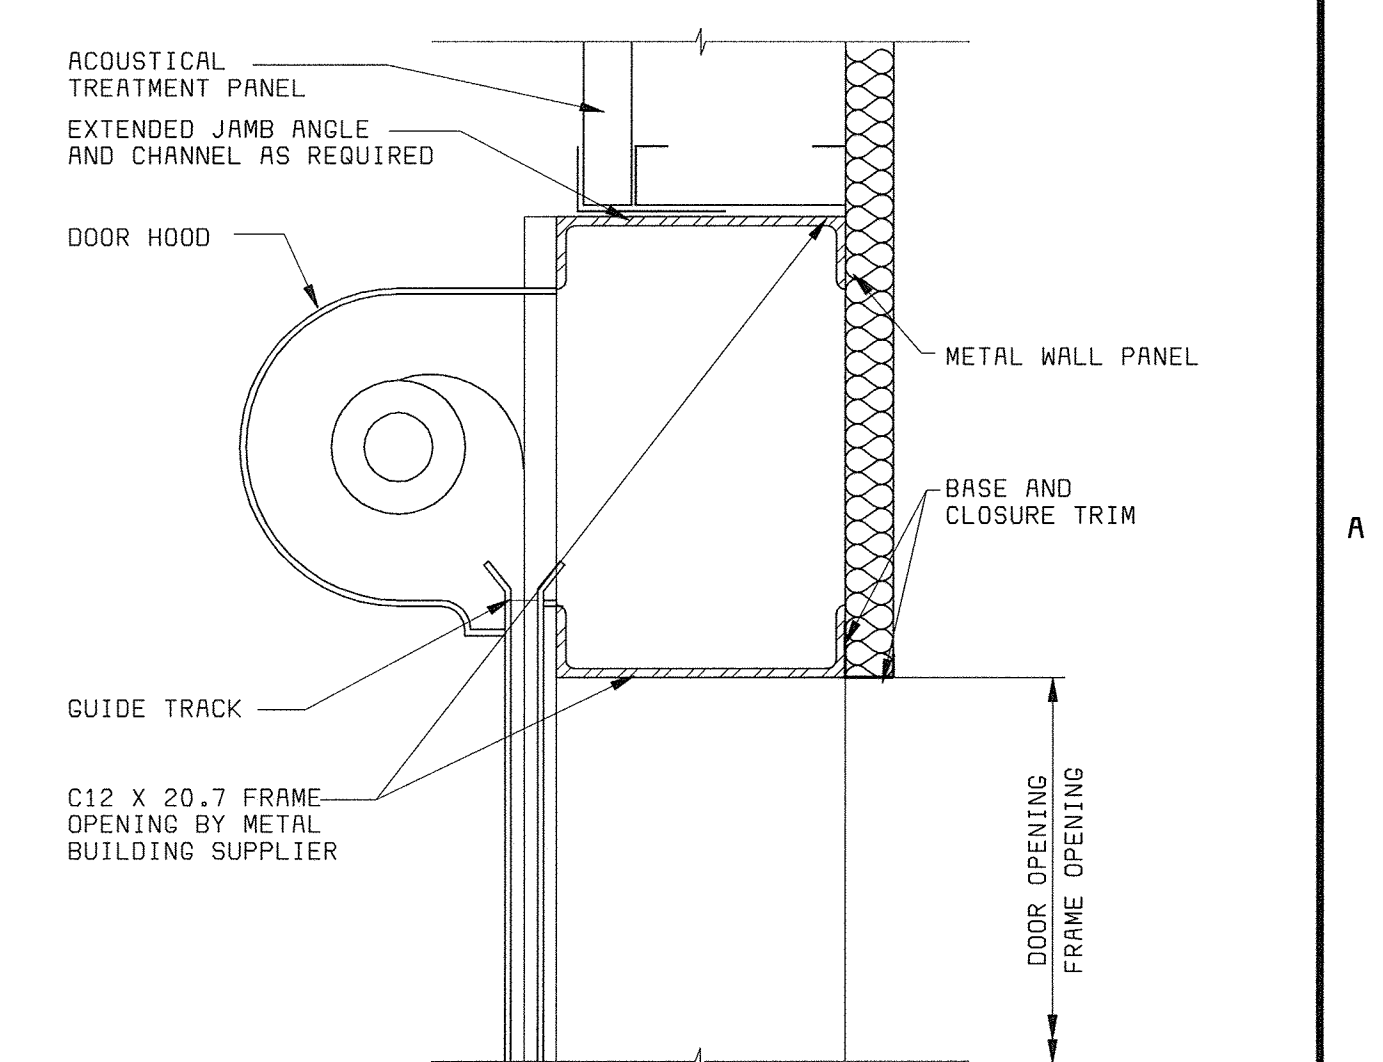 ACOUSTICAL
TREATMENT PANEL
EXTENDED JAMB ANGLE
AND CHANNEL AS REQUIRED
DOOR HOOD
METAL WALL PANEL
BASE AND
CLOSURE TRIM
A
GUIDE TRACK
C12 X 20.7 FRAME
OPENING BY METAL
BUILDING SUPPLIER
DOOR OPENING
FRAME OPENING